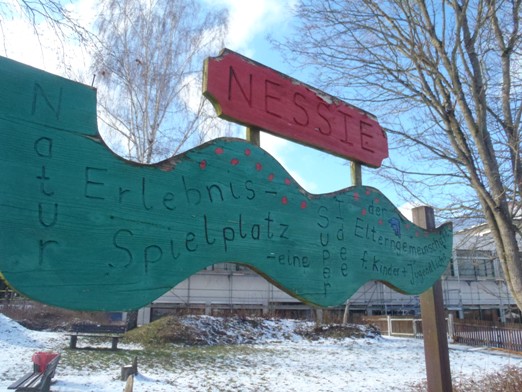 NESSIE
Natur
Erlebnis-
Spielplatz
-eine
SUPER
Idee
der
Elterngemeinschaft
f. Kinder +